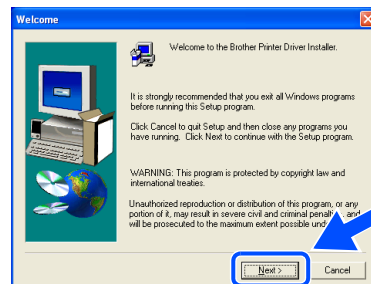 Welcome
Welcome to the Brother Printer Driver Installer.
It is strongly recommended that you exit all Windows programs
before running this Setup program.
Click Cancel to quit Setup and then close any programs you
have running. Click Next to continue with the Setup program.
WARNING: This program is protected by copyright law and
international treaties.
Unauthorized reproduction or distribution of this program, or any
portion of it, may result in severe civil and criminal and
will be prosecuted to the maximum extent possible
Next >
Cancel